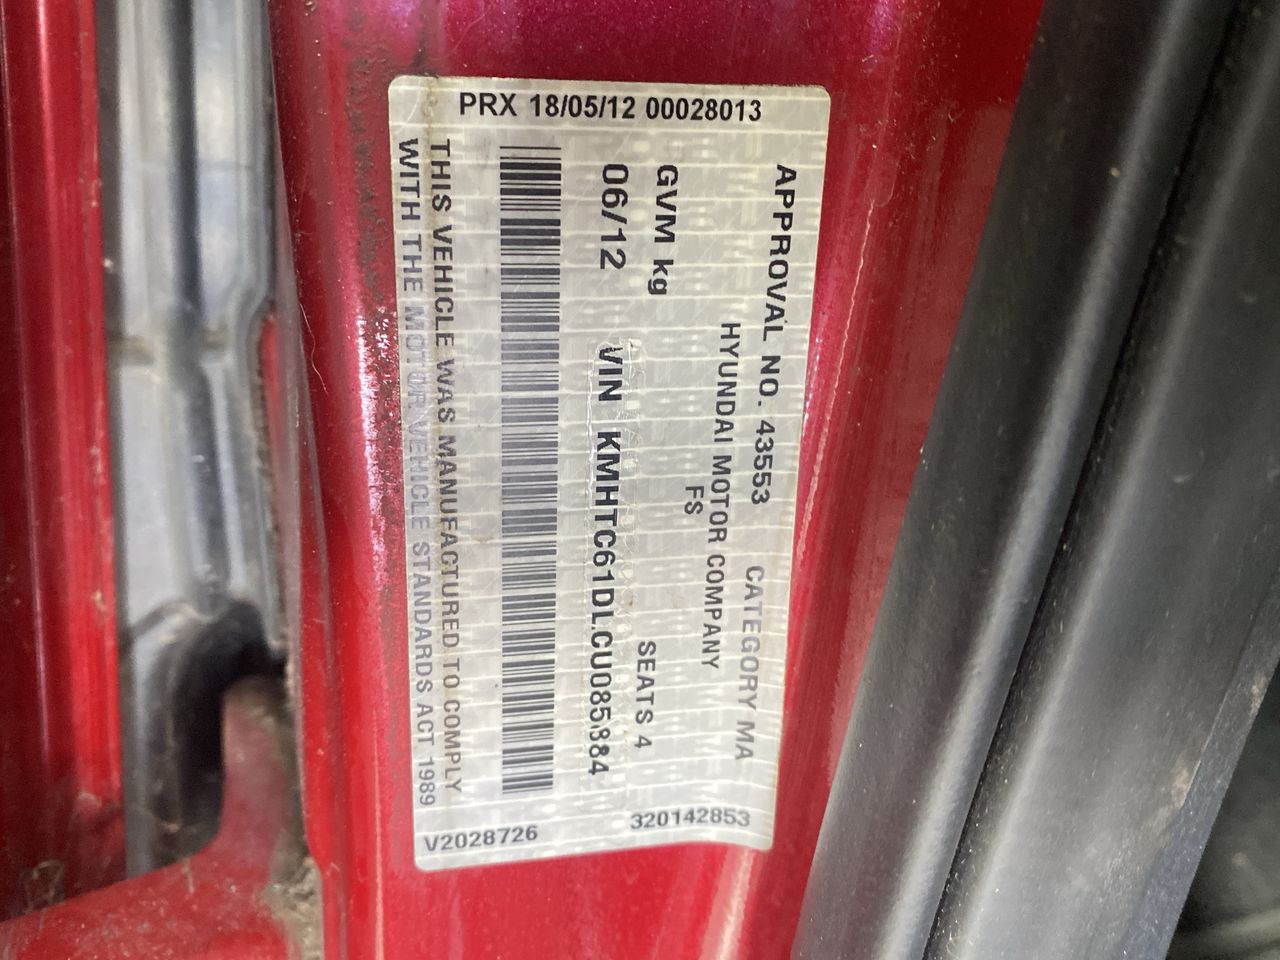 PRX 18/05/12 00028013
APPROVAL NO. 43553 CATEGORY MA
HYUNDAI MOTOR COMPANY
FS
GVM kg SEATS 4
06/12 VIN KMHTC61DLCU085884
THIS VEHICLE WAS MANUFACTURED TO COMPLY
WITH THE MOTOR VEHICLE STANDARDS ACT 1989
V2028726 320142853